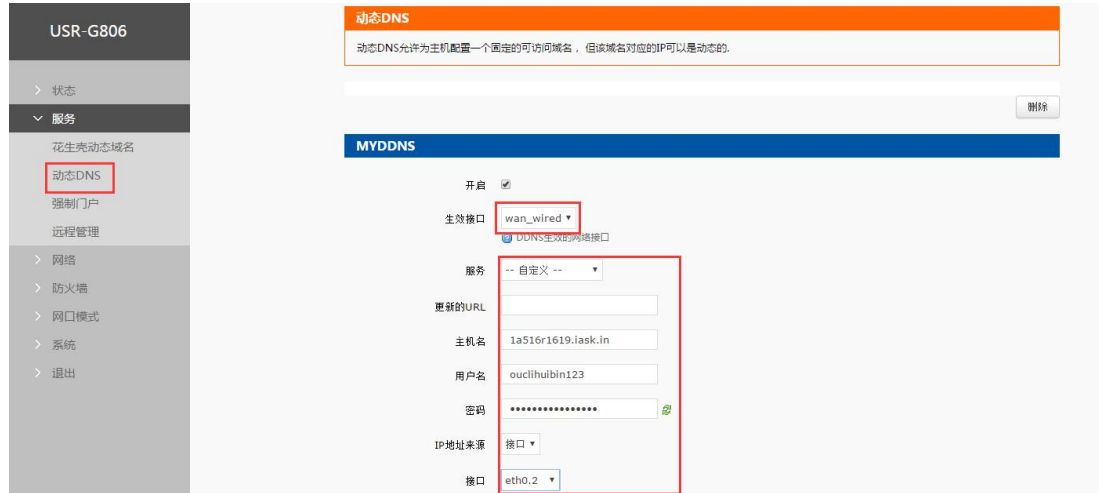 USR-G806
状态
服务
花生壳动态域名
动态DNS
强制门户
远程管理
网络
防火墙
网口模式
系统
退出
动态DNS
动态DNS允许为主机配置一个固定的可访问域名，但该域名对应的IP可以是动态的.
删除
MYDDNS
开启
生效接口 wan_wired
DDNS生效的网络接口
服务 -- 自定义 --
更新的URL
主机名 1a516r1619.iask.in
用户名 ouclihuibin123
密码 ••••••••••••••••
IP地址来源 接口
接口 eth0.2